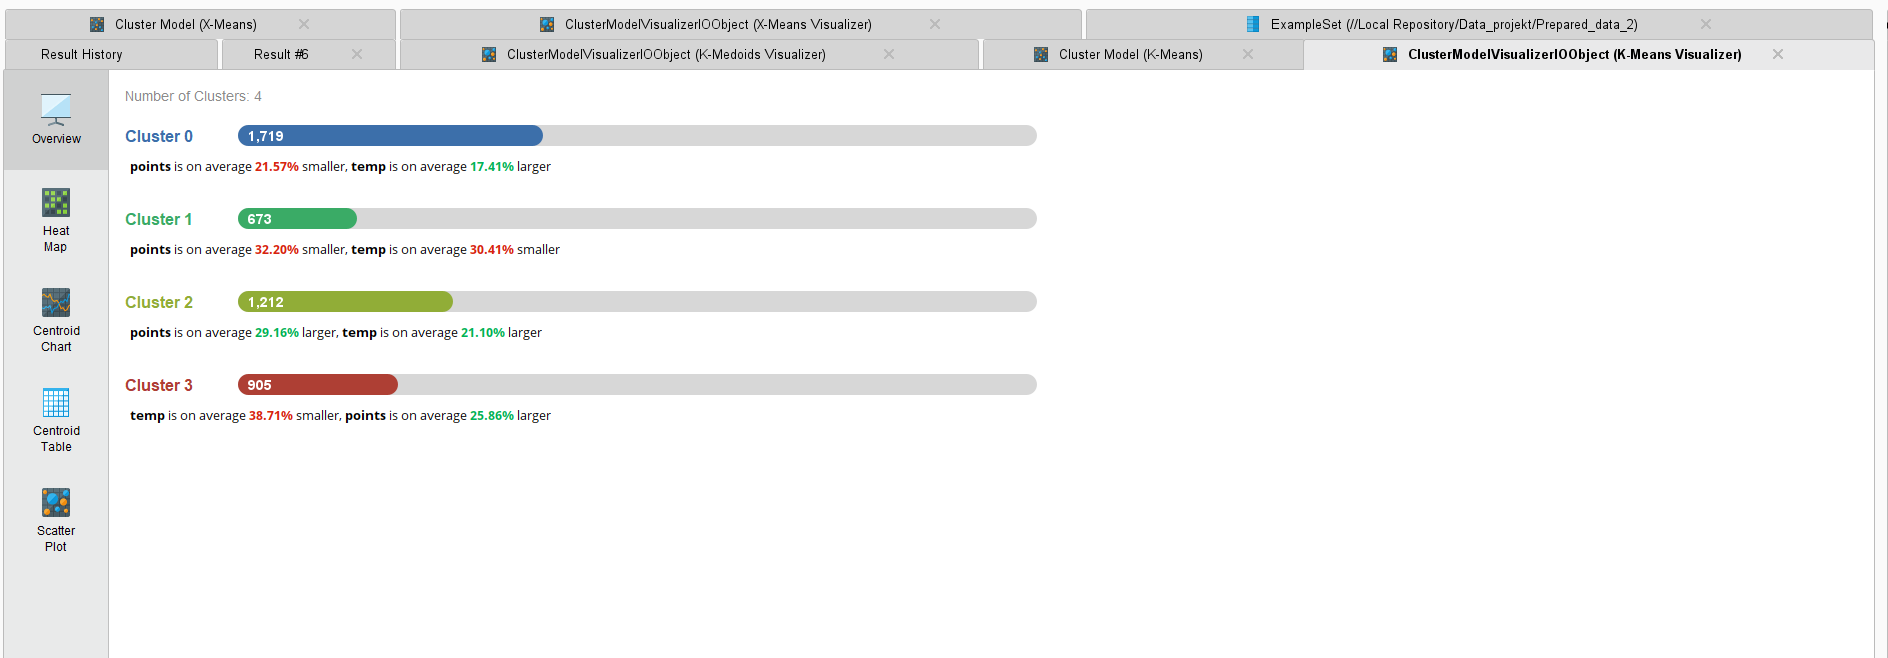 Cluster Model (X-Means)
ClusterModelVisualizerIOObject (X-Means Visualizer)
ExampleSet (//Local Repository/Data_projekt/Prepared_data_2)
Result History
Result #6
ClusterModelVisualizerIOObject (K-Medoids Visualizer)
Cluster Model (K-Means)
ClusterModelVisualizerIOObject (K-Means Visualizer)
Overview
Heat
Map
Centroid
Chart
Centroid
Table
Scatter
Plot
Number of Clusters: 4
Cluster 0 1,719
points is on average 21.57% smaller, temp is on average 17.41% larger
Cluster 1 673
points is on average 32.20% smaller, temp is on average 30.41% smaller
Cluster 2 1,212
points is on average 29.16% larger, temp is on average 21.10% larger
Cluster 3 905
temp is on average 38.71% smaller, points is on average 25.86% larger